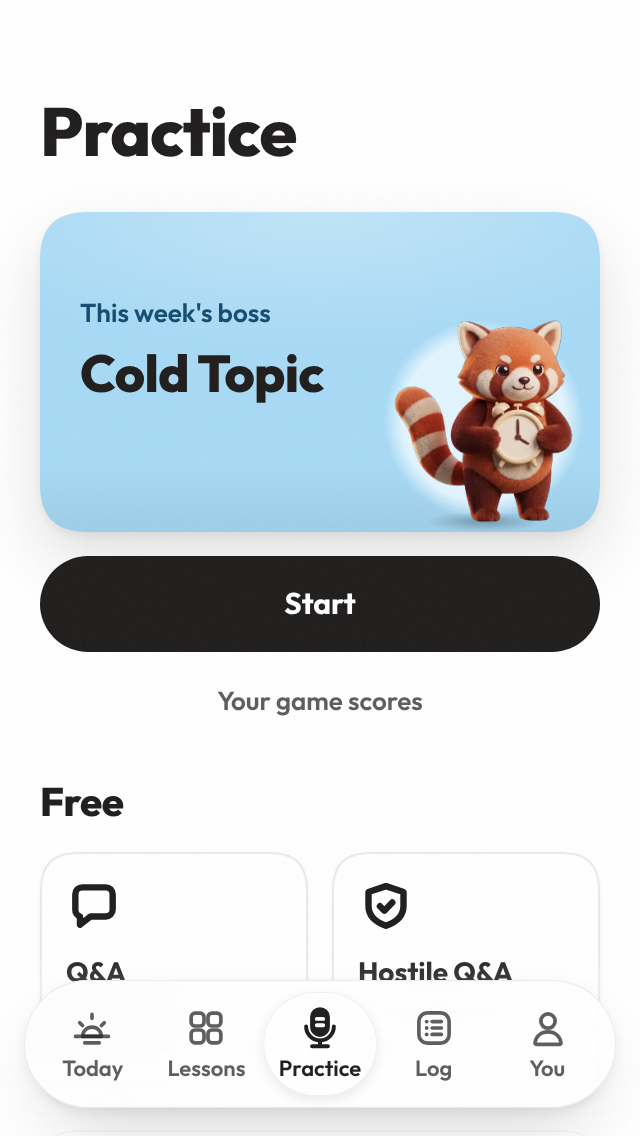 Practice
This week's boss
Cold Topic
Start
Your game scores
Free
Q&A
Hostile Q&A
Today
Lessons
Practice
Log
You